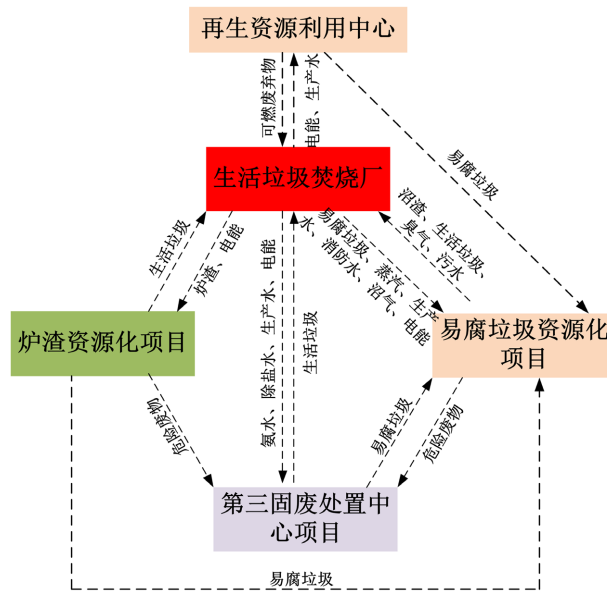 再生资源利用中心
可燃废弃物
电能、生产水
易腐垃圾
生活垃圾焚烧厂
沼渣、生活垃圾、
臭气、污水
易腐垃圾、蒸汽、生产
水、消防水、沼气、电能
生活垃圾
炉渣、电能
氨水、除盐水、生产水、电能
生活垃圾
炉渣资源化项目
易腐垃圾资源化
项目
危险废物
易腐垃圾
危险废物
第三固废处置中
心项目
易腐垃圾